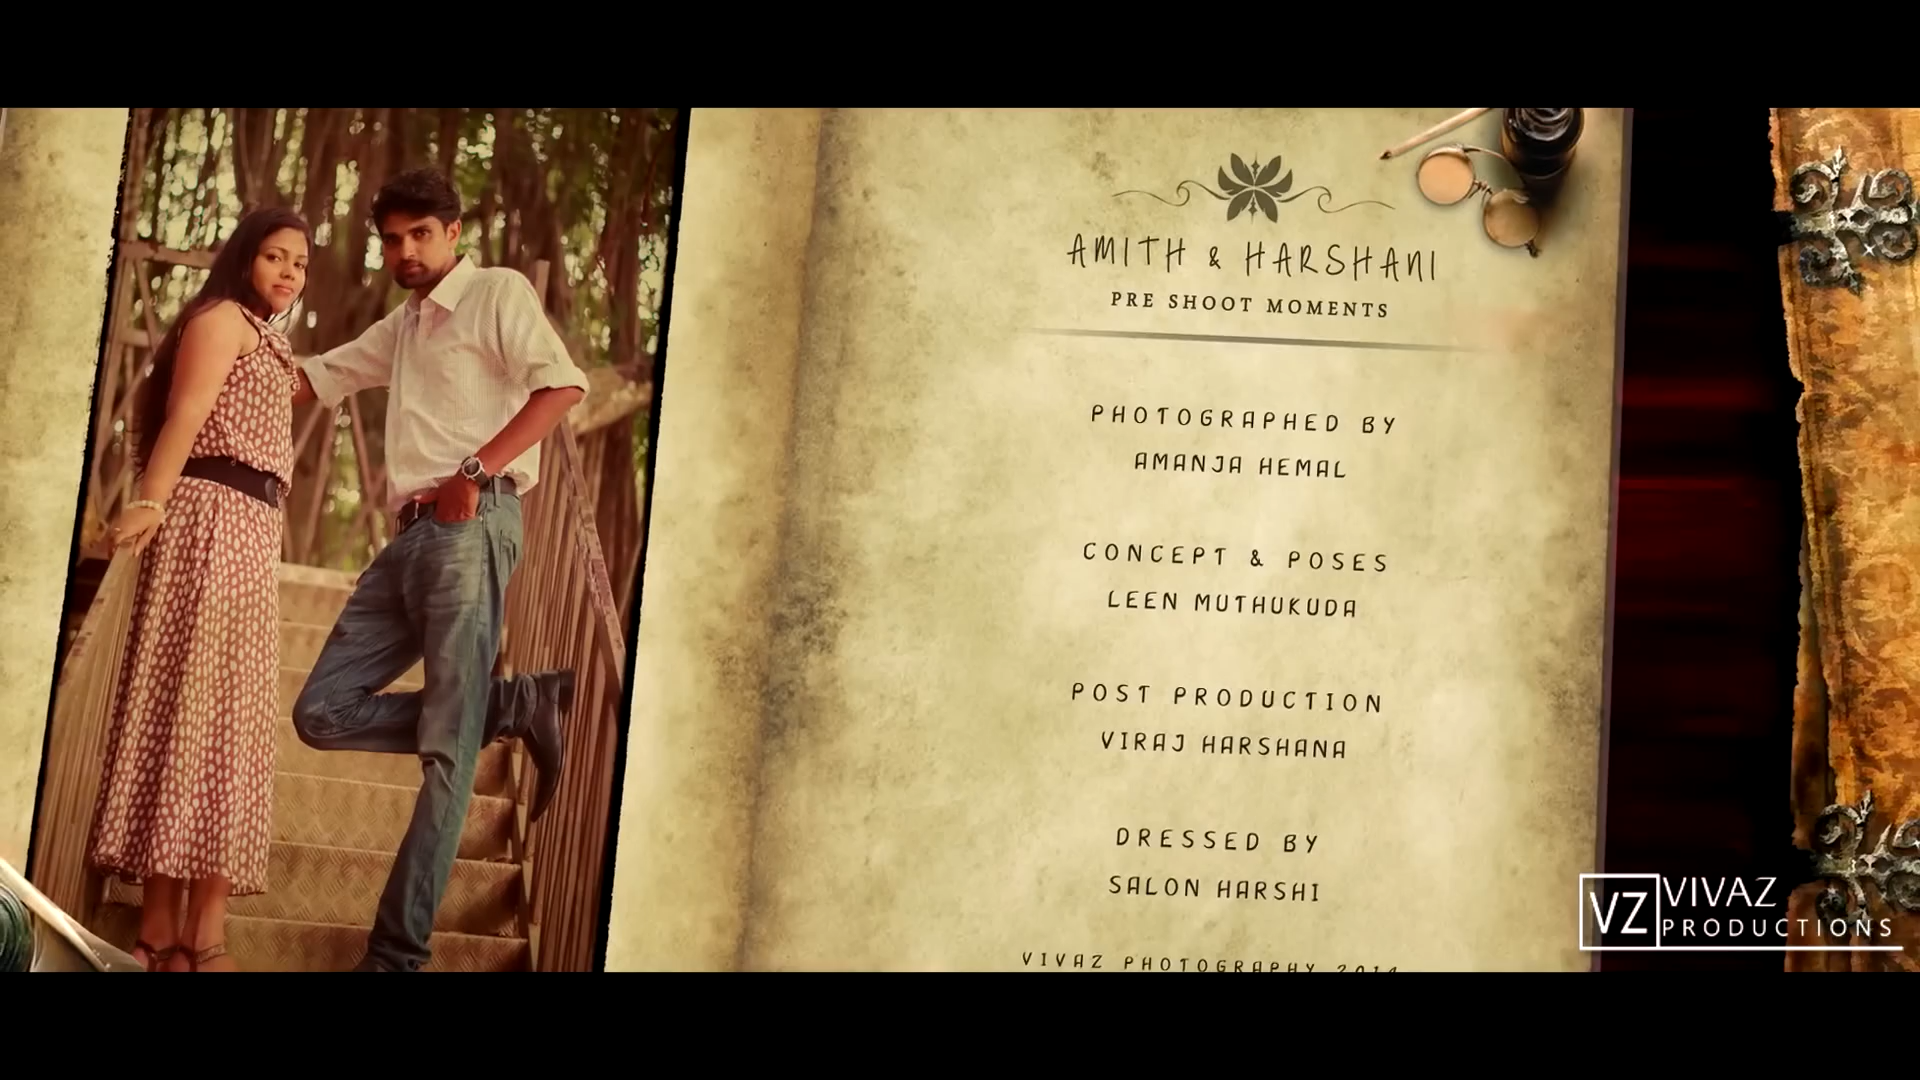 AMITH & HARSHANI
PRE SHOOT MOMENTS
PHOTOGRAPHED BY
AMANJA HEMAL
CONCEPT & POSES
LEEN MUTHUKUDA
POST PRODUCTION
VIRAJ HARSHANA
DRESSED BY
SALON HARSHI
VIVAZ PHOTOGRAPHY 2014
VZ VIVAZ
PRODUCTIONS